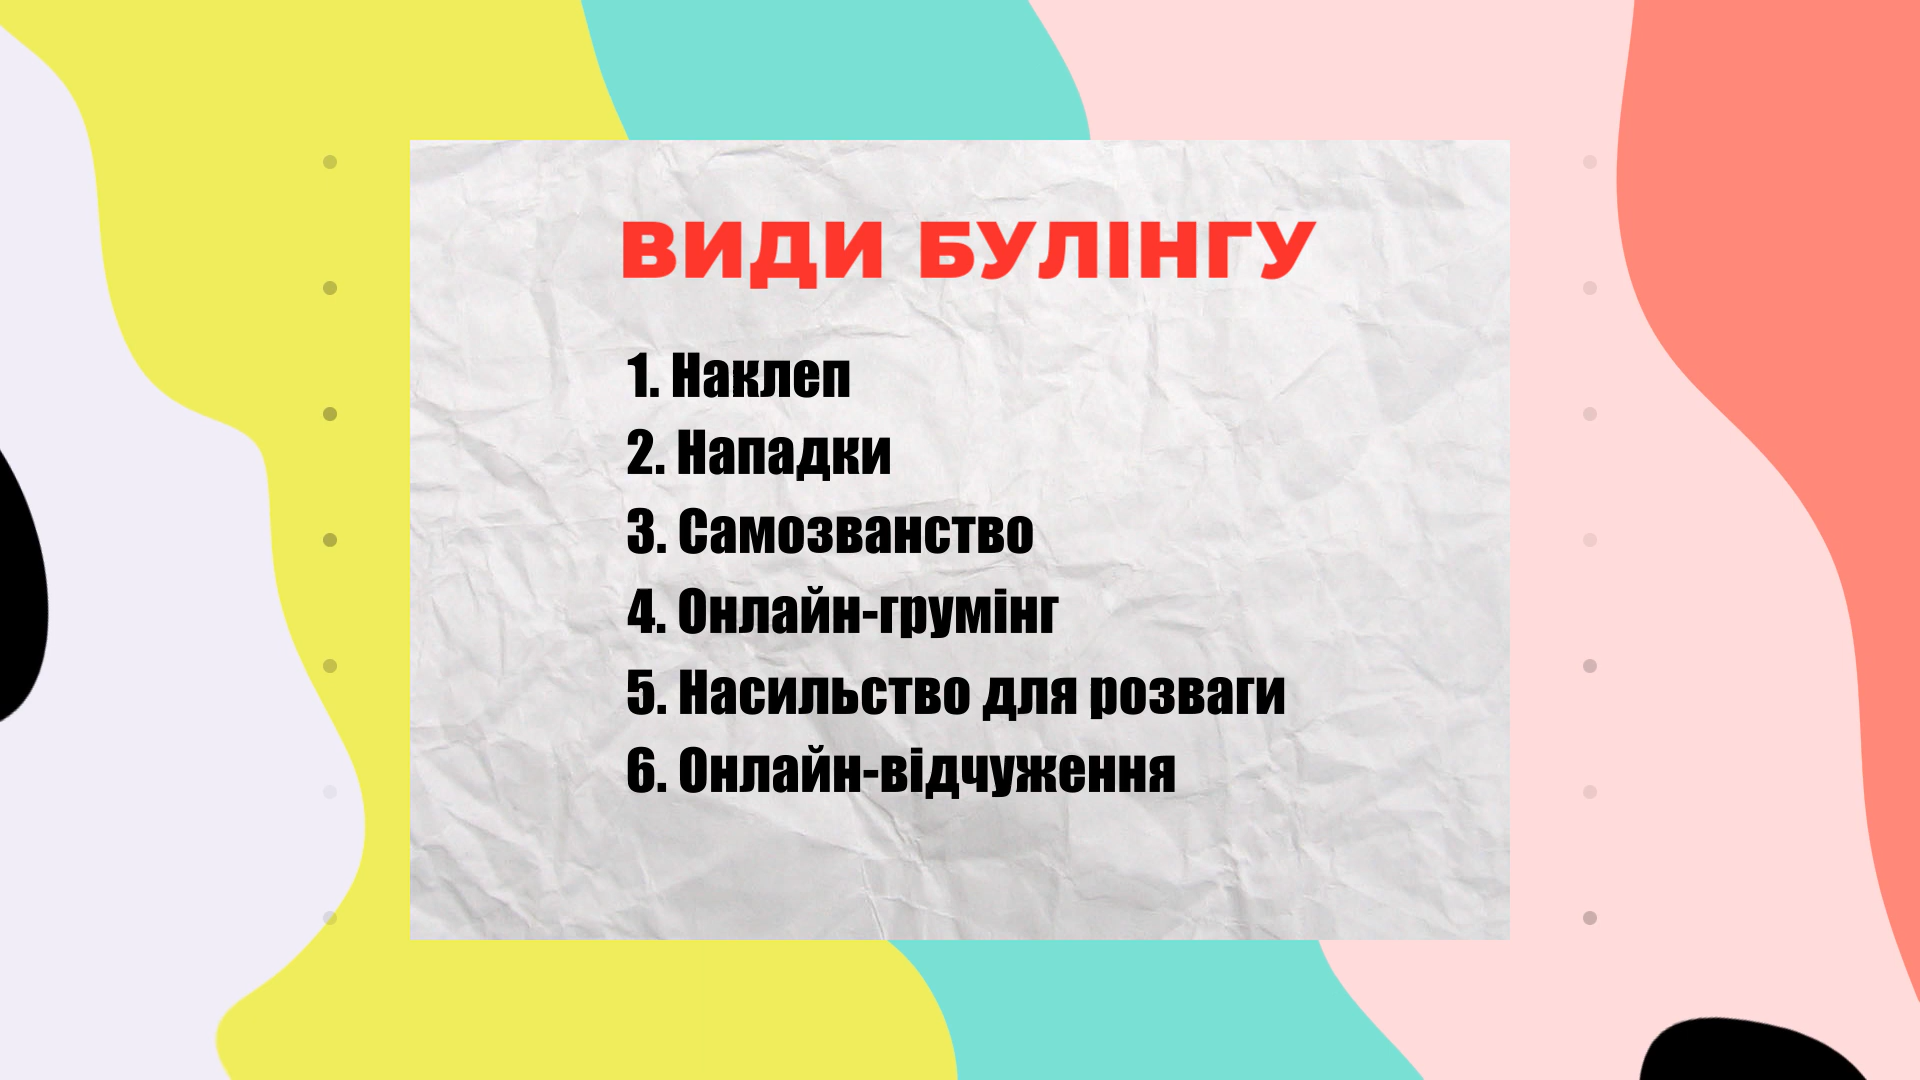 ВИДИ БУЛІНГУ
1. Наклеп
2. Нападки
3. Самозванство
4. Онлайн-грумінг
5. Насильство для розваги
6. Онлайн-відчуження